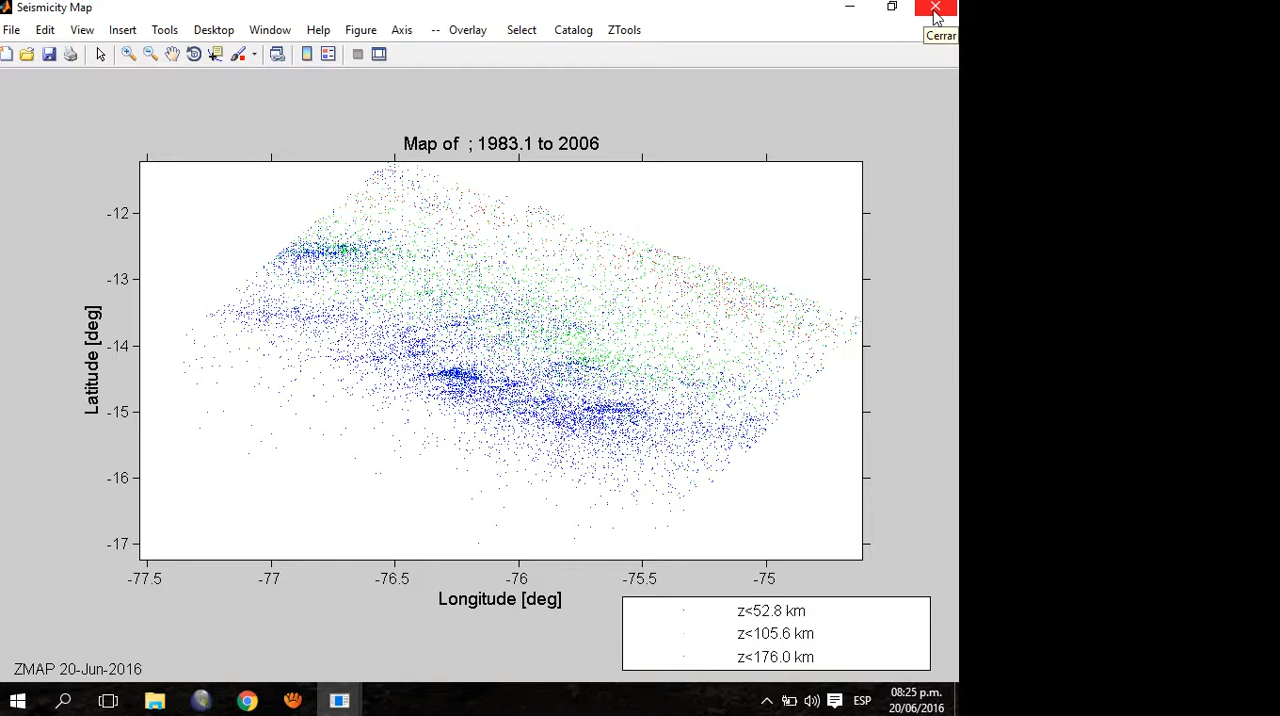 Seismicity Map
File Edit View Insert Tools Desktop Window Help Figure Axis -- Overlay Select Catalog ZTools
Cerrar
Map of ; 1983.1 to 2006
-12
-13
-14
-15
-16
-17
Latitude [deg]
-77.5 -77 -76.5 -76 -75.5 -75
Longitude [deg]
z<52.8 km
z<105.6 km
z<176.0 km
ZMAP 20-Jun-2016
ESP
08:25 p.m.
20/06/2016